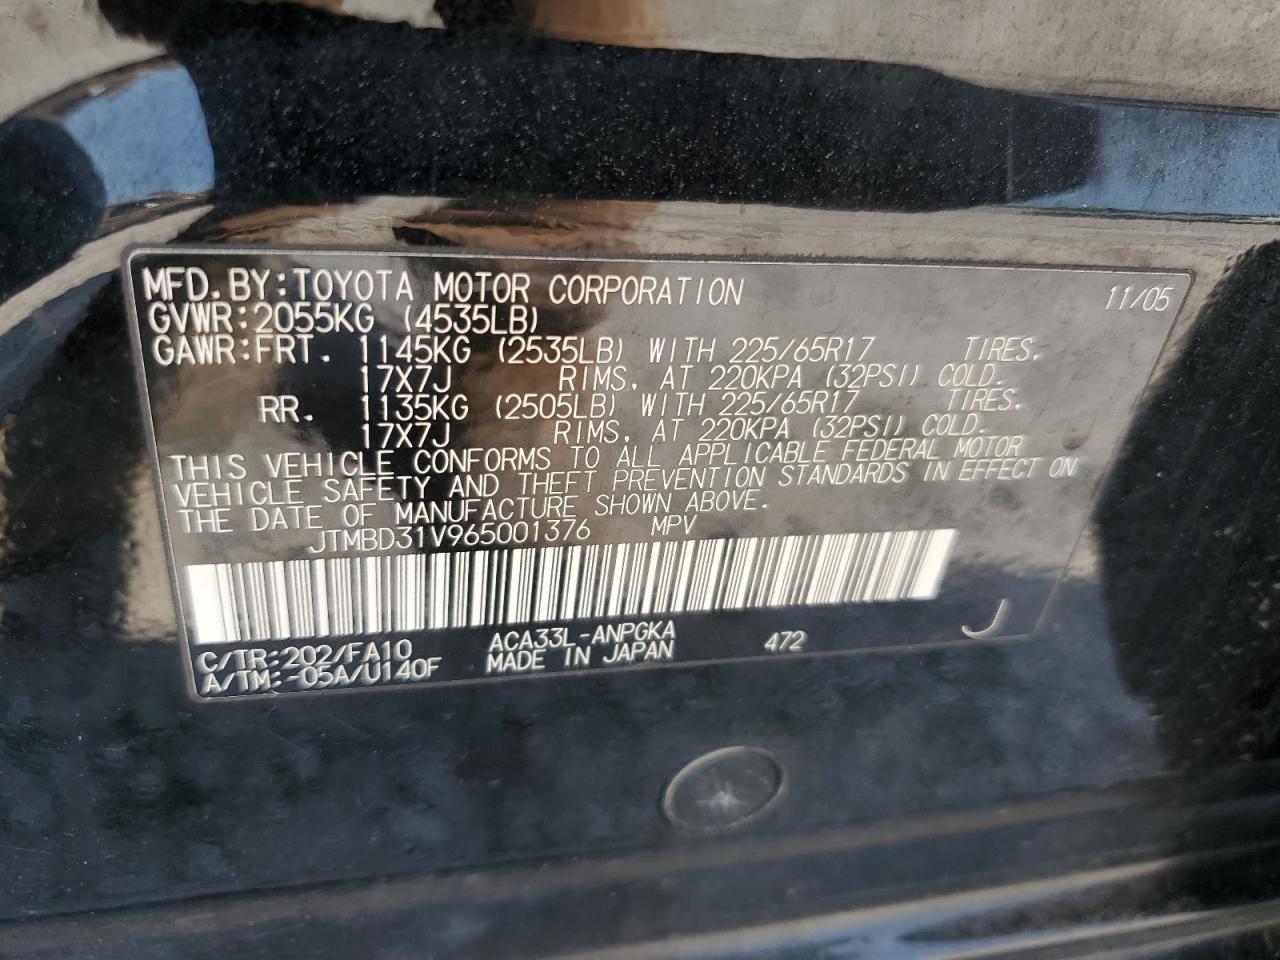 MFD.BY:TOYOTA MOTOR CORPORATION 11/05
GVWR:2055KG (4535LB)
GAWR:FRT. 1145KG (2535LB) WITH 225/65R17 TIRES,
17X7J RIMS, AT 220KPA (32PSI) COLD.
RR. 1135KG (2505LB) WITH 225/65R17 TIRES,
17X7J RIMS, AT 220KPA (32PSI) COLD.
THIS VEHICLE CONFORMS TO ALL APPLICABLE FEDERAL MOTOR
VEHICLE SAFETY AND THEFT PREVENTION STANDARDS IN EFFECT ON
THE DATE OF MANUFACTURE SHOWN ABOVE.
JTMBD31V965001376 MPV
C/TR:202/FA10 ACA33L-ANPGKA 472 J
A/TM:-05A/U140F MADE IN JAPAN